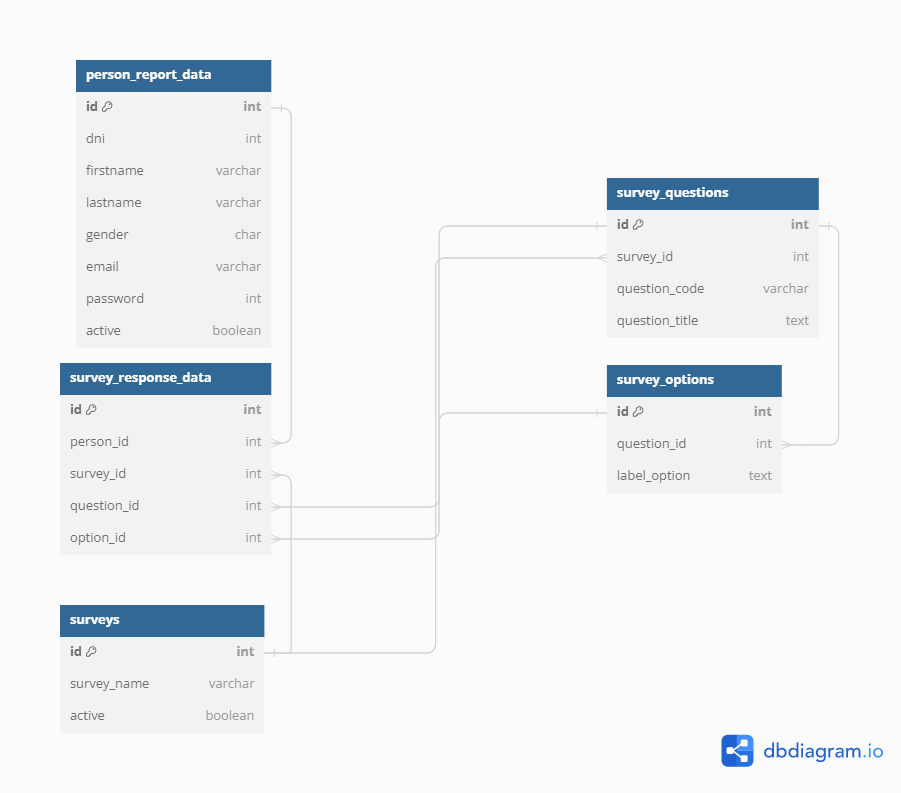 person_report_data
id int
dni int
firstname varchar
lastname varchar
gender char
email varchar
password int
active boolean
survey_response_data
id int
person_id int
survey_id int
question_id int
option_id int
surveys
id int
survey_name varchar
active boolean
survey_questions
id int
survey_id int
question_code varchar
question_title text
survey_options
id int
question_id int
label_option text
dbdiagram.io